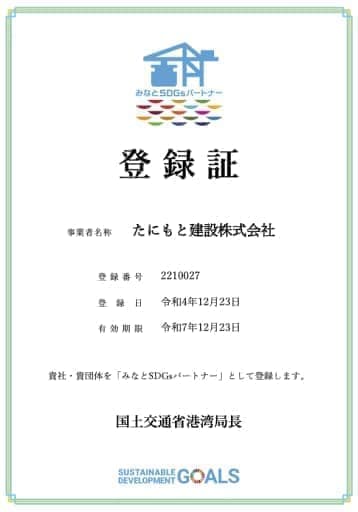 みなとSDGsパートナー
登録証
事業者名称 たにもと建設株式会社
登録番号 2210027
登録日 令和4年12月23日
有効期限 令和7年12月23日
貴社・貴団体を「みなとSDGsパートナー」として登録します。
国土交通省港湾局長
SUSTAINABLE
DEVELOPMENT GOALS